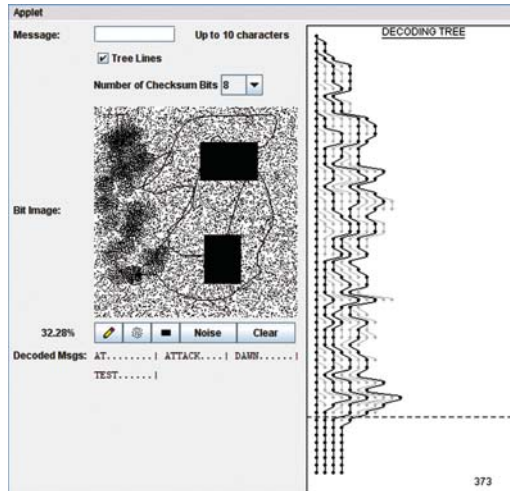 Applet
Message: Up to 10 characters
Tree Lines
Number of Checksum Bits 8
Bit Image:
32.28% Noise Clear
Decoded Msgs: AT........| ATTACK....| DAWN......|
TEST......|
DECODING TREE
373